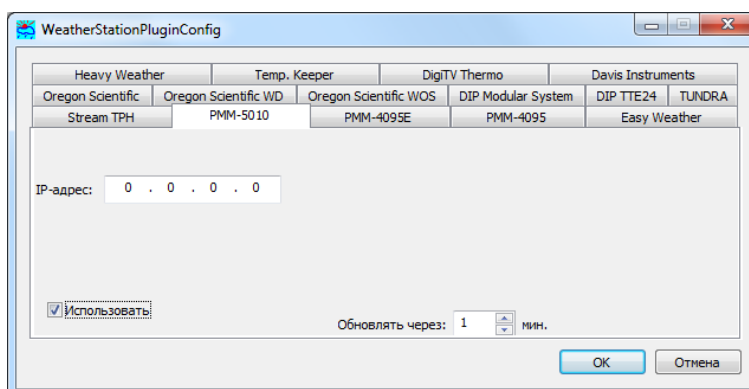 WeatherStationPluginConfig
Heavy Weather Temp. Keeper DigiTV Thermo Davis Instruments
Oregon Scientific Oregon Scientific WD Oregon Scientific WOS DIP Modular System DIP TTE24 TUNDRA
Stream TPH PMM-5010 PMM-4095E PMM-4095 Easy Weather
IP-адрес: 0 . 0 . 0 . 0
Использовать
Обновлять через: 1 мин.
OK Отмена